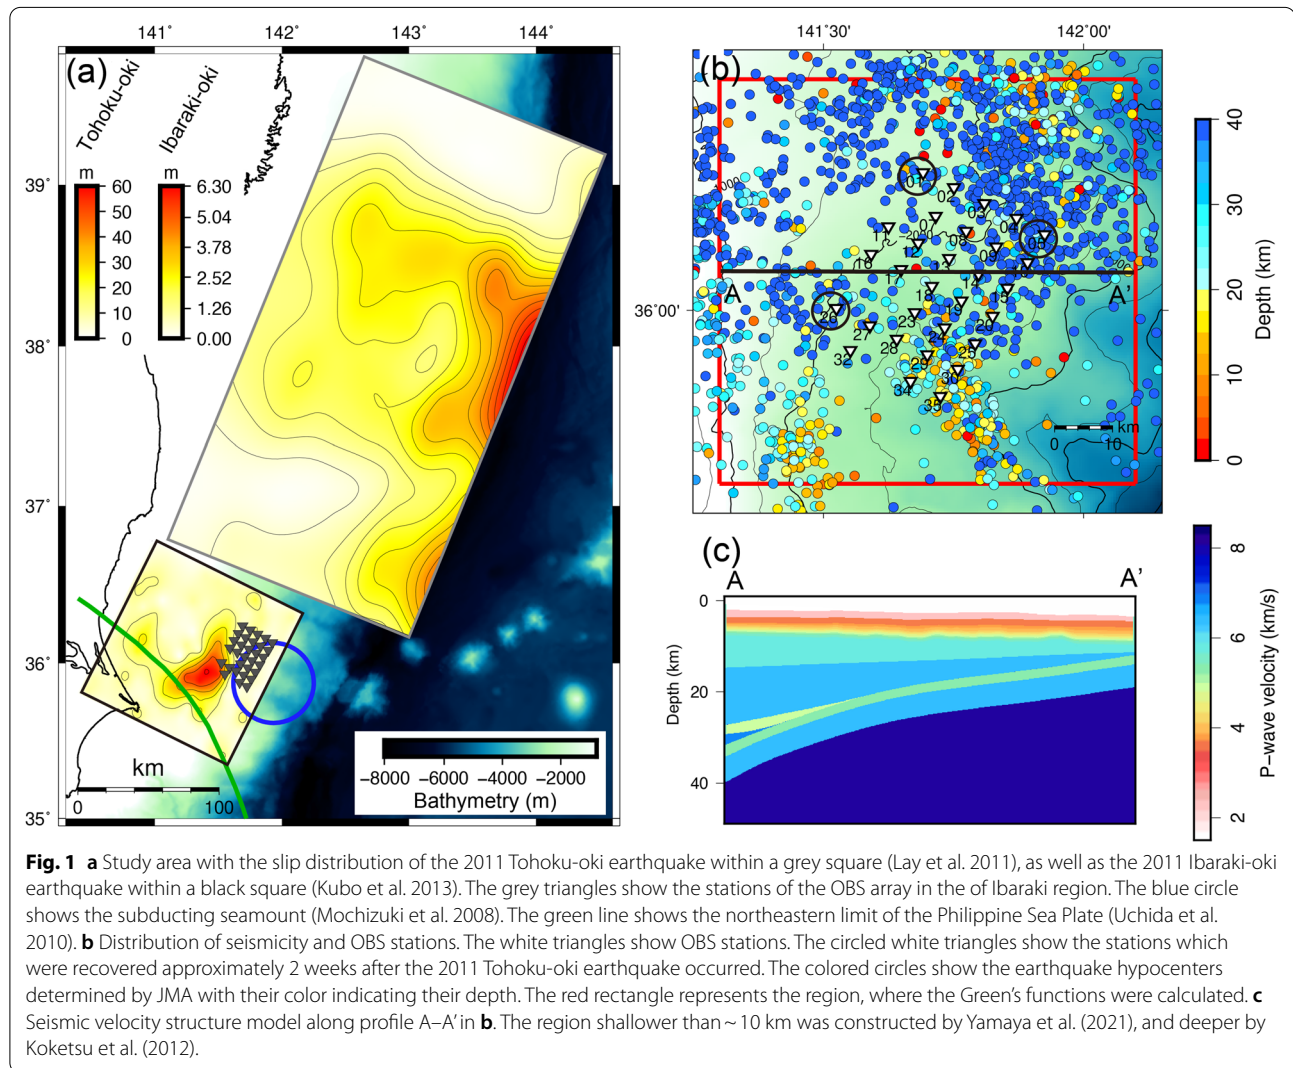 141° 142° 143° 144°
(a)
Tohoku-oki
Ibaraki-oki
m
60
50
40
30
20
10
0
m
6.30
5.04
3.78
2.52
1.26
0.00
39°
38°
37°
36°
35°
km
0 100
−8000 −6000 −4000 −2000
Bathymetry (m)
141°30' 142°00'
(b)
36°00'
01
02
03
04
05
07
08
09
10
11
12
13
14
15
16
17
18
19
20
23
24
25
26
27
28
29
30
32
34
35
A A'
km
0 10
40
30
20
10
0
Depth (km)
(c)
A A'
0
20
40
Depth (km)
8
6
4
2
P−wave velocity (km/s)
Fig. 1 a Study area with the slip distribution of the 2011 Tohoku-oki earthquake within a grey square (Lay et al. 2011), as well as the 2011 Ibaraki-oki
earthquake within a black square (Kubo et al. 2013). The grey triangles show the stations of the OBS array in the of Ibaraki region. The blue circle
shows the subducting seamount (Mochizuki et al. 2008). The green line shows the northeastern limit of the Philippine Sea Plate (Uchida et al.
2010). b Distribution of seismicity and OBS stations. The white triangles show OBS stations. The circled white triangles show the stations which
were recovered approximately 2 weeks after the 2011 Tohoku-oki earthquake occurred. The colored circles show the earthquake hypocenters
determined by JMA with their color indicating their depth. The red rectangle represents the region, where the Green's functions were calculated. c
Seismic velocity structure model along profile A–A' in b. The region shallower than ~ 10 km was constructed by Yamaya et al. (2021), and deeper by
Koketsu et al. (2012).